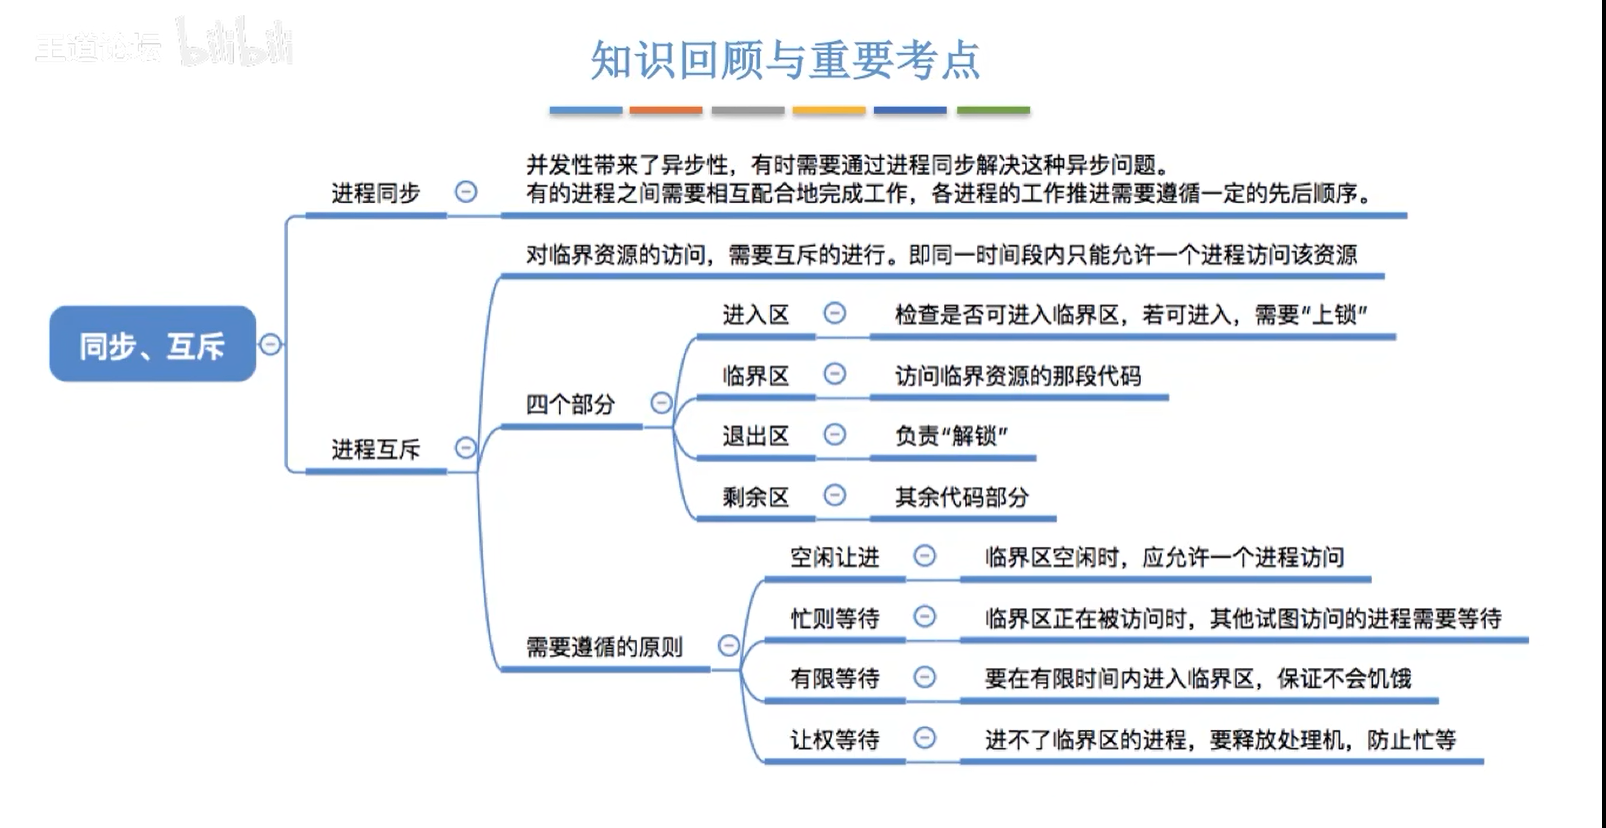 王道论坛 bilibili
知识回顾与重要考点
同步、互斥
进程同步
并发性带来了异步性，有时需要通过进程同步解决这种异步问题。
有的进程之间需要相互配合地完成工作，各进程的工作推进需要遵循一定的先后顺序。
进程互斥
对临界资源的访问，需要互斥的进行。即同一时间段内只能允许一个进程访问该资源
四个部分
进入区
检查是否可进入临界区，若可进入，需要“上锁”
临界区
访问临界资源的那段代码
退出区
负责“解锁”
剩余区
其余代码部分
需要遵循的原则
空闲让进
临界区空闲时，应允许一个进程访问
忙则等待
临界区正在被访问时，其他试图访问的进程需要等待
有限等待
要在有限时间内进入临界区，保证不会饥饿
让权等待
进不了临界区的进程，要释放处理机，防止忙等